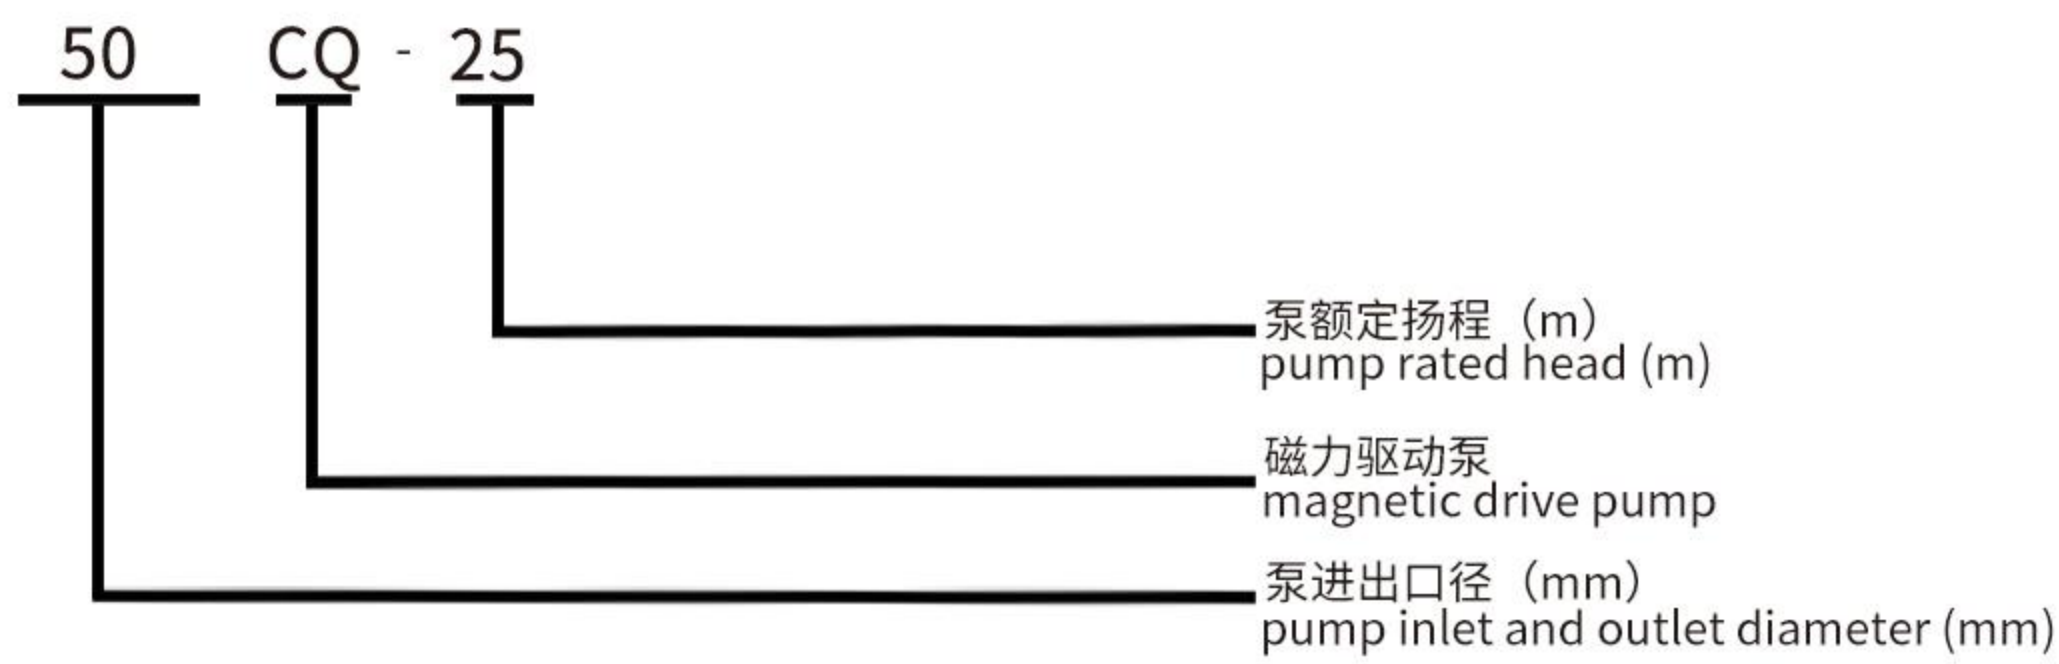 50 CQ - 25
泵额定扬程（m）
pump rated head (m)
磁力驱动泵
magnetic drive pump
泵进出口径（mm）
pump inlet and outlet diameter (mm)